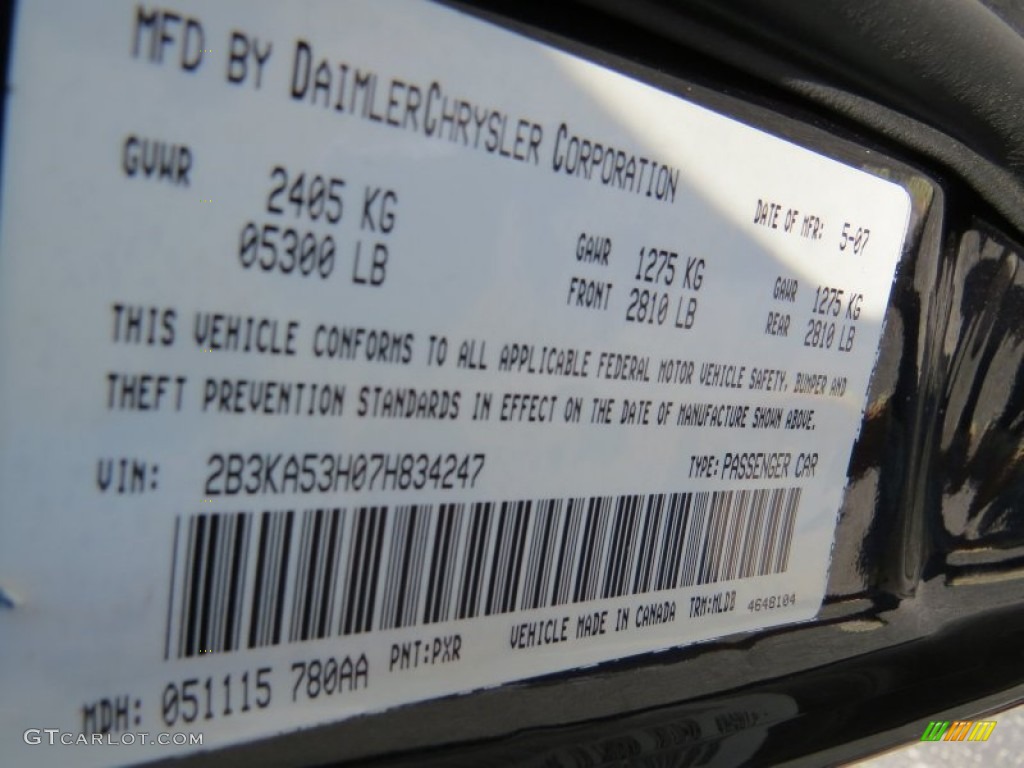 MFD BY DAIMLERCHRYSLER CORPORATION
DATE OF MFR: 5-07
GVWR
2405 KG
05300 LB
GAWR FRONT
1275 KG
2810 LB
GAWR REAR
1275 KG
2810 LB
THIS VEHICLE CONFORMS TO ALL APPLICABLE FEDERAL MOTOR VEHICLE SAFETY, BUMPER AND
THEFT PREVENTION STANDARDS IN EFFECT ON THE DATE OF MANUFACTURE SHOWN ABOVE.
VIN: 2B3KA53H07H834247 TYPE: PASSENGER CAR
VEHICLE MADE IN CANADA TRM:MLDB 4648104
MDH: 051115 780AA PNT:PXR
GTCARLOT.COM